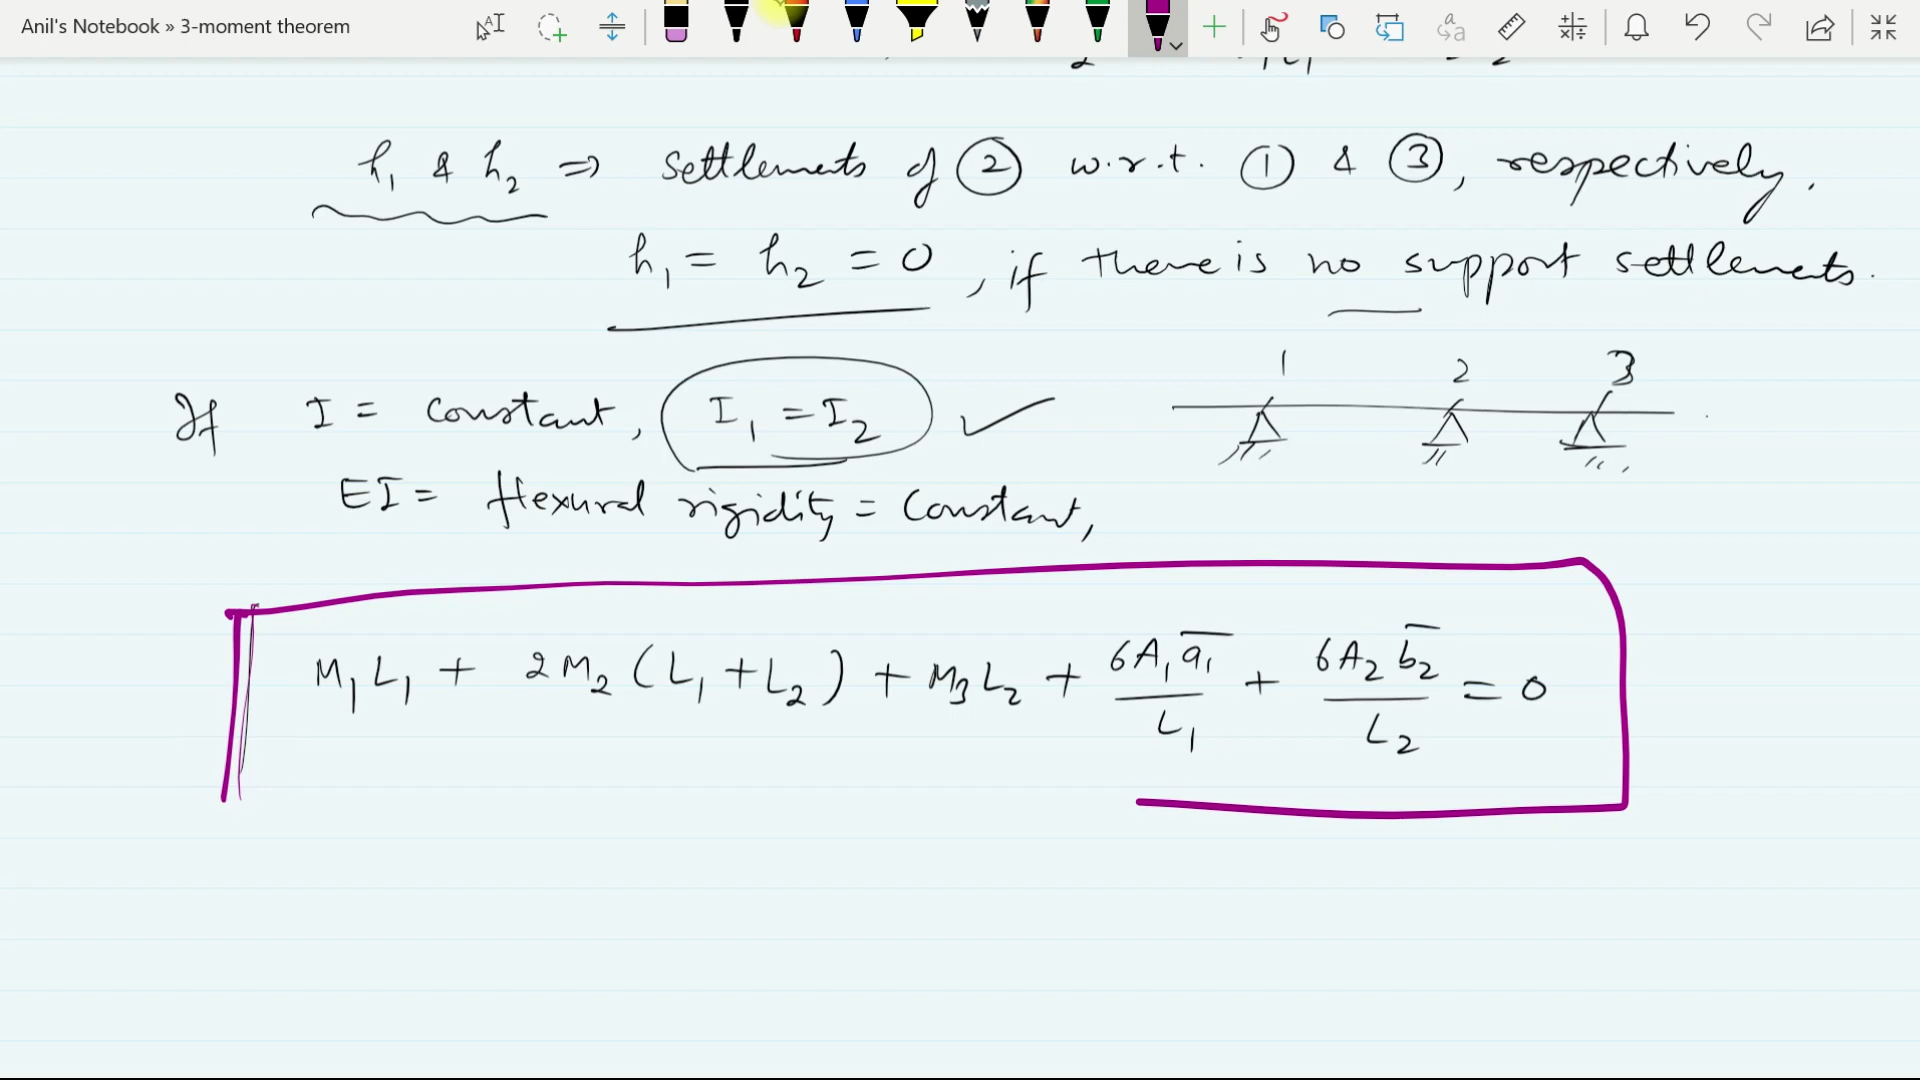 Anil's Notebook » 3-moment theorem
h₁ & h₂ ⇒ settlements of ② w.r.t. ① & ③, respectively.
h₁ = h₂ = 0, if there is no support settlements.
If I = constant, I₁ = I₂ ✓
1 2 3
EI = flexural rigidity = constant,
M₁L₁ + 2M₂(L₁+L₂) + M₃L₂ + 6A₁a̅₁/L₁ + 6A₂b̅₂/L₂ = 0